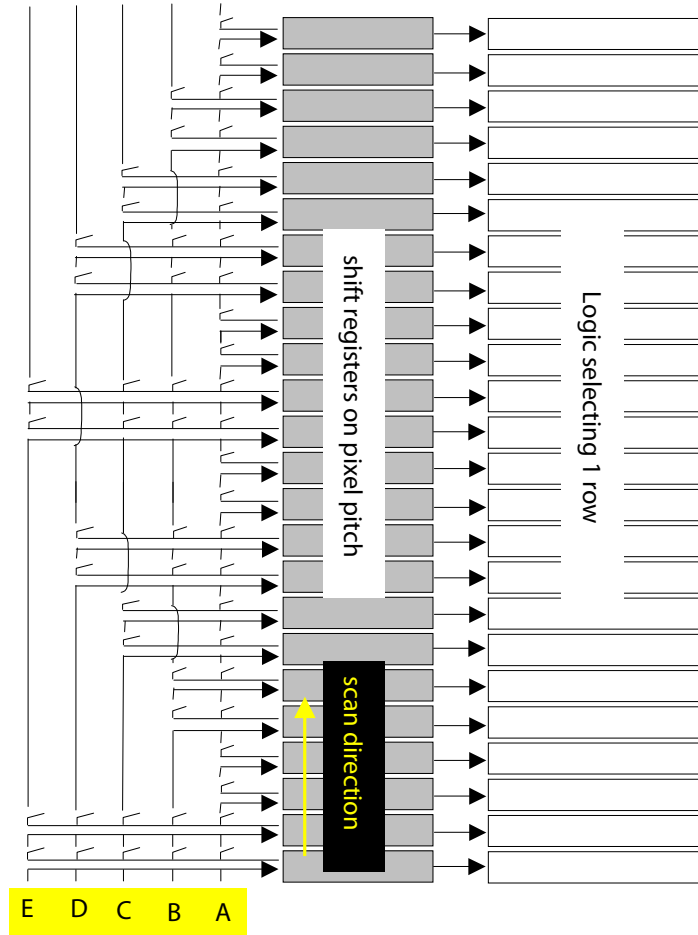 shift registers on pixel pitch
Logic selecting 1 row
scan direction
E D C B A